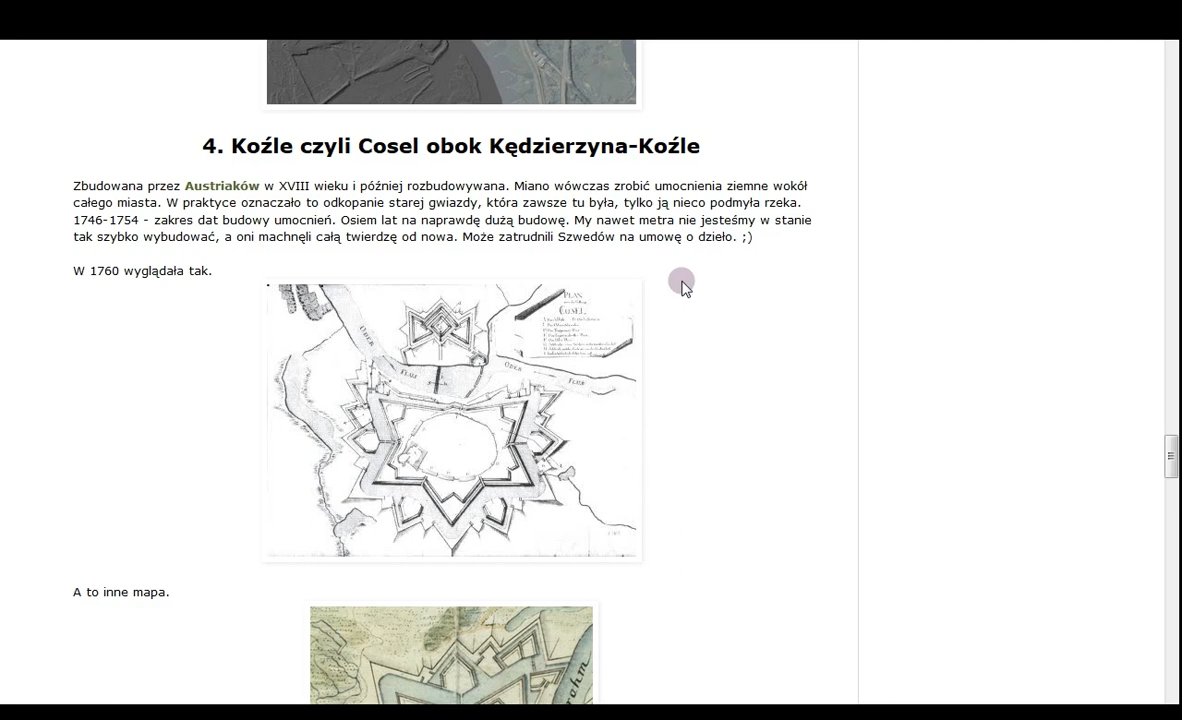 4. Koźle czyli Cosel obok Kędzierzyna-Koźle
Zbudowana przez Austriaków w XVIII wieku i później rozbudowywana. Miano wówczas zrobić umocnienia ziemne wokół
całego miasta. W praktyce oznaczało to odkopanie starej gwiazdy, która zawsze tu była, tylko ją nieco podmyła rzeka.
1746-1754 - zakres dat budowy umocnień. Osiem lat na naprawdę dużą budowę. My nawet metra nie jesteśmy w stanie
tak szybko wybudować, a oni machnęli całą twierdzę od nowa. Może zatrudnili Szwedów na umowę o dzieło. ;)
W 1760 wyglądała tak.
PLAN
COSEL.
ODER
FLUS
ODER
A to inne mapa.